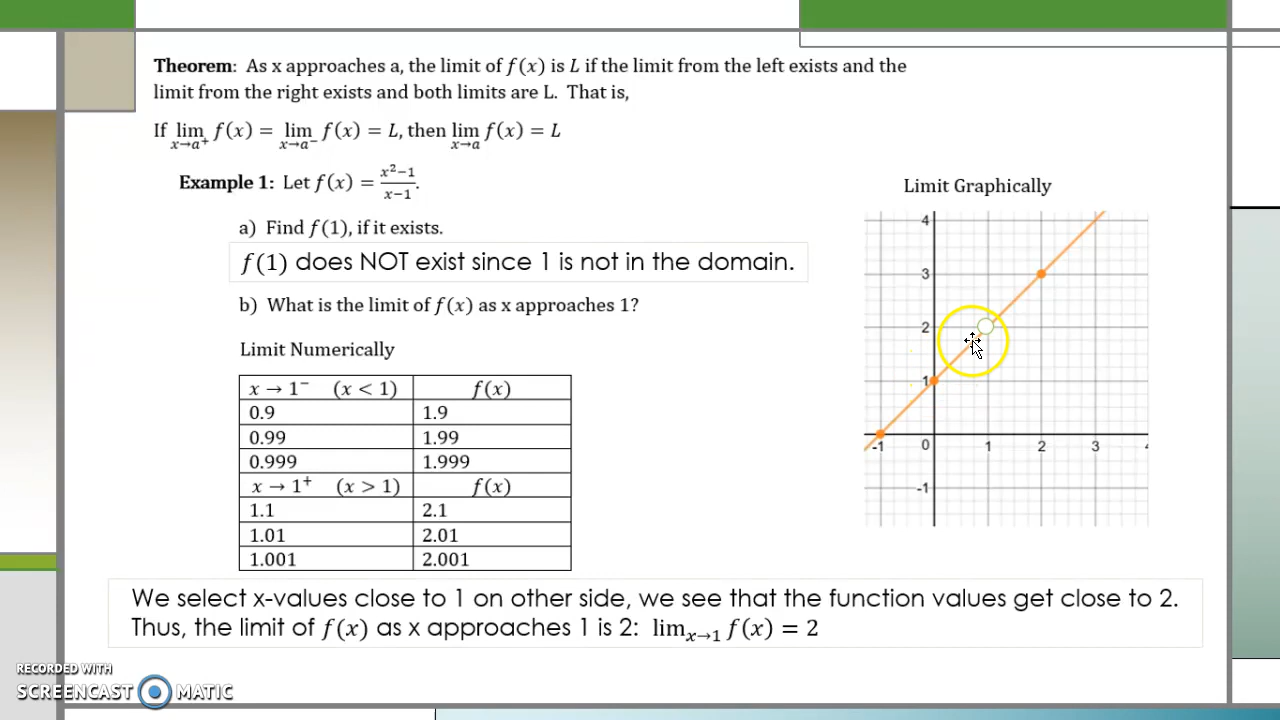 Theorem: As x approaches a, the limit of f(x) is L if the limit from the left exists and the
limit from the right exists and both limits are L. That is,
If lim_{x→a⁺} f(x) = lim_{x→a⁻} f(x) = L, then lim_{x→a} f(x) = L
Example 1: Let f(x) = (x²−1)/(x−1).
a) Find f(1), if it exists.
f(1) does NOT exist since 1 is not in the domain.
b) What is the limit of f(x) as x approaches 1?
Limit Numerically
x → 1⁻ (x < 1) f(x)
0.9 1.9
0.99 1.99
0.999 1.999
x → 1⁺ (x > 1) f(x)
1.1 2.1
1.01 2.01
1.001 2.001
Limit Graphically
4
3
2
1
-1 0 1 2 3 4
-1
We select x-values close to 1 on other side, we see that the function values get close to 2.
Thus, the limit of f(x) as x approaches 1 is 2: lim_{x→1} f(x) = 2
RECORDED WITH
SCREENCAST MATIC